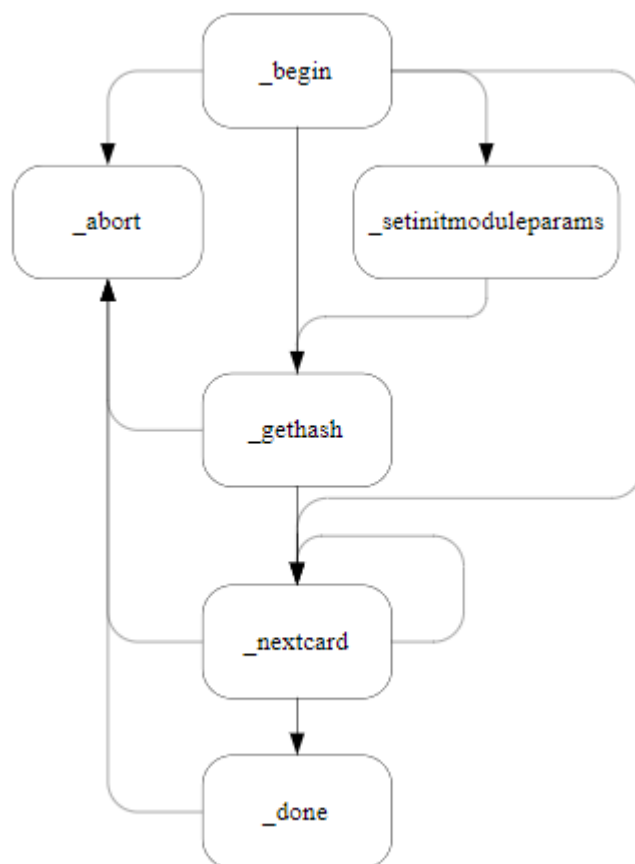 _begin
_abort
_setinitmoduleparams
_gethash
_nextcard
_done